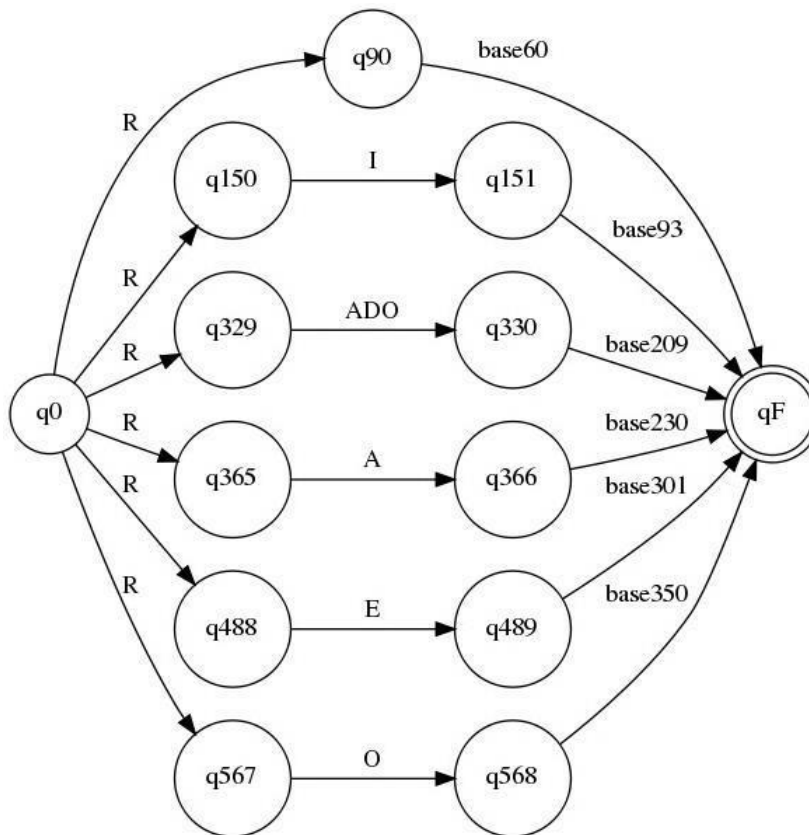 q90
base60
R
q150
I
q151
base93
R
q329
ADO
q330
base209
R
q0
qF
R
q365
A
q366
base230
R
q488
E
q489
base301
R
q567
O
q568
base350